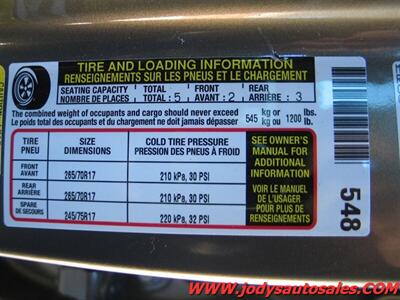 TIRE AND LOADING INFORMATION
RENSEIGNEMENTS SUR LES PNEUS ET LE CHARGEMENT
SEATING CAPACITY TOTAL FRONT REAR
NOMBRE DE PLACES TOTAL : 5 AVANT : 2 ARRIÈRE : 3
The combined weight of occupants and cargo should never exceed 545 kg or 1200 lbs.
Le poids total des occupants et du chargement ne doit jamais dépasser kg ou lb.
TIRE SIZE COLD TIRE PRESSURE
PNEU DIMENSIONS PRESSION DES PNEUS À FROID
FRONT
AVANT 265/70R17 210 kPa, 30 PSI
REAR
ARRIÈRE 265/70R17 210 kPa, 30 PSI
SPARE
DE SECOURS 245/75R17 220 kPa, 32 PSI
SEE OWNER'S
MANUAL FOR
ADDITIONAL
INFORMATION
VOIR LE MANUEL
DE L'USAGER
POUR PLUS DE
RENSEIGNEMENTS
548
www.jodysautosales.com